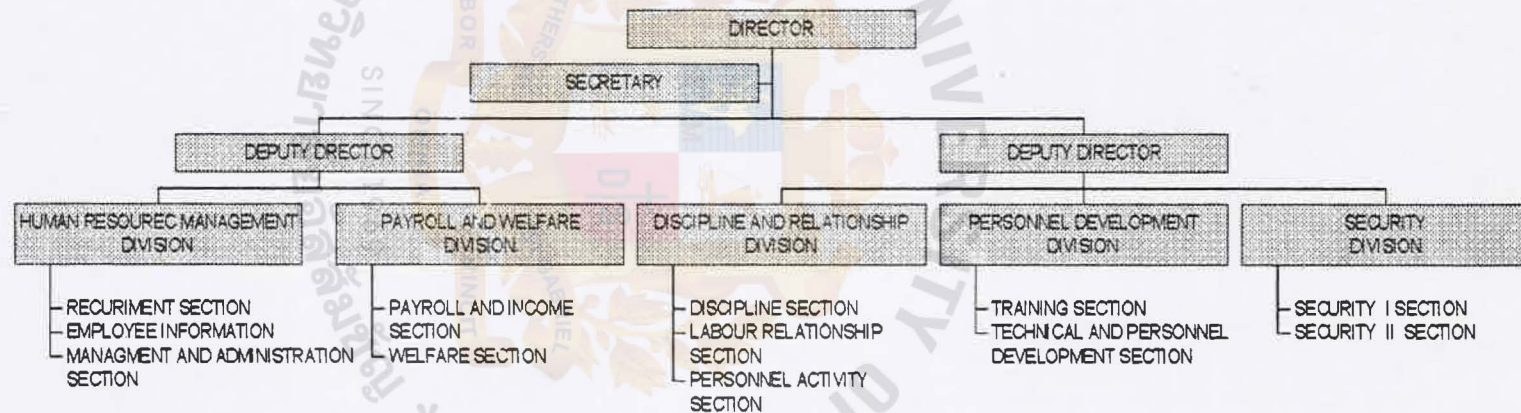 DIRECTOR
SECRETARY
DEPUTY DRECTOR
DEPUTY DIRECTOR
HUMAN RESOUREC MANAGEMENT
DIVISION
PAYROLL AND WELFARE
DIVISION
DISCIPLINE AND RELATIONSHIP
DIVISION
PERSONNEL DEVELOPMENT
DIVISION
SECURITY
DIVISION
RECURIMENT SECTION
EMPLOYEE INFORMATION
MANAGMENT AND ADMINISTRATION
SECTION
PAYROLL AND INCOME
SECTION
WELFARE SECTION
DISCIPLINE SECTION
LABOUR RELATIONSHIP
SECTION
PERSONNEL ACTIVITY
SECTION
TRAINING SECTION
TECHNICAL AND PERSONNEL
DEVELOPMENT SECTION
SECURITY I SECTION
SECURITY II SECTION
LABOR